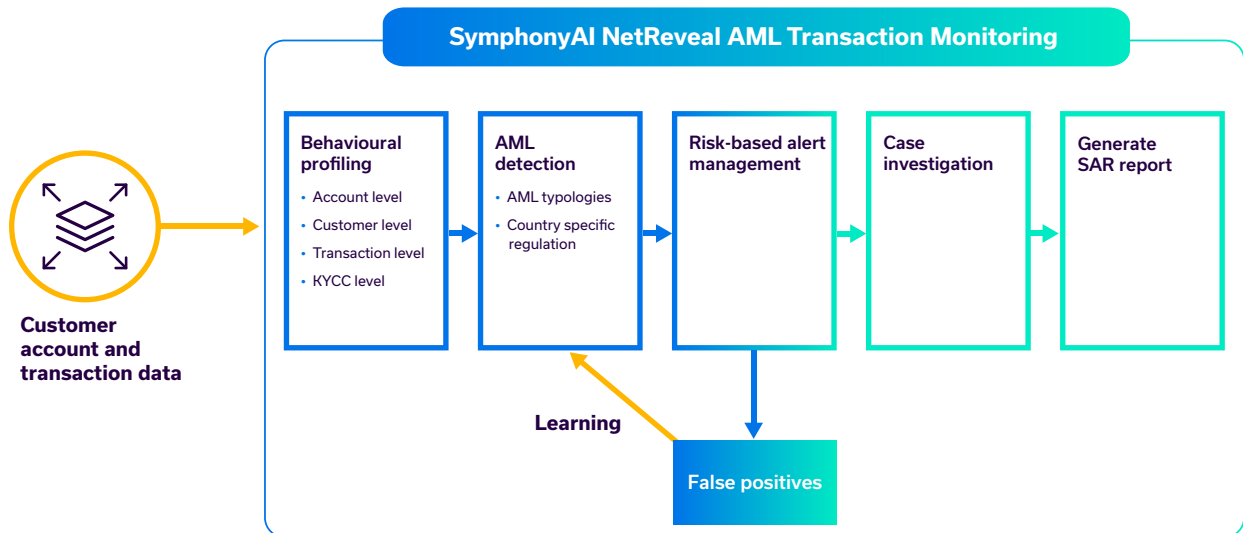 SymphonyAI NetReveal AML Transaction Monitoring
Customer
account and
transaction data
Behavioural
profiling
• Account level
• Customer level
• Transaction level
• KYCC level
AML
detection
• AML typologies
• Country specific
regulation
Risk-based alert
management
Case
investigation
Generate
SAR report
Learning
False positives